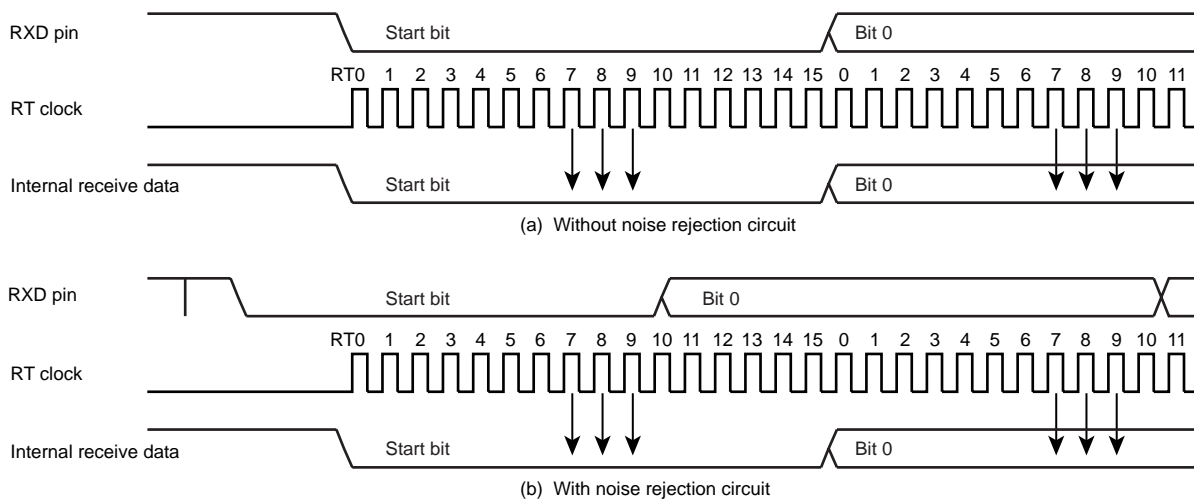 RXD pin Start bit Bit 0
RT0 1 2 3 4 5 6 7 8 9 10 11 12 13 14 15 0 1 2 3 4 5 6 7 8 9 10 11
RT clock
Internal receive data Start bit Bit 0
(a) Without noise rejection circuit
RXD pin Start bit Bit 0
RT0 1 2 3 4 5 6 7 8 9 10 11 12 13 14 15 0 1 2 3 4 5 6 7 8 9 10 11
RT clock
Internal receive data Start bit Bit 0
(b) With noise rejection circuit